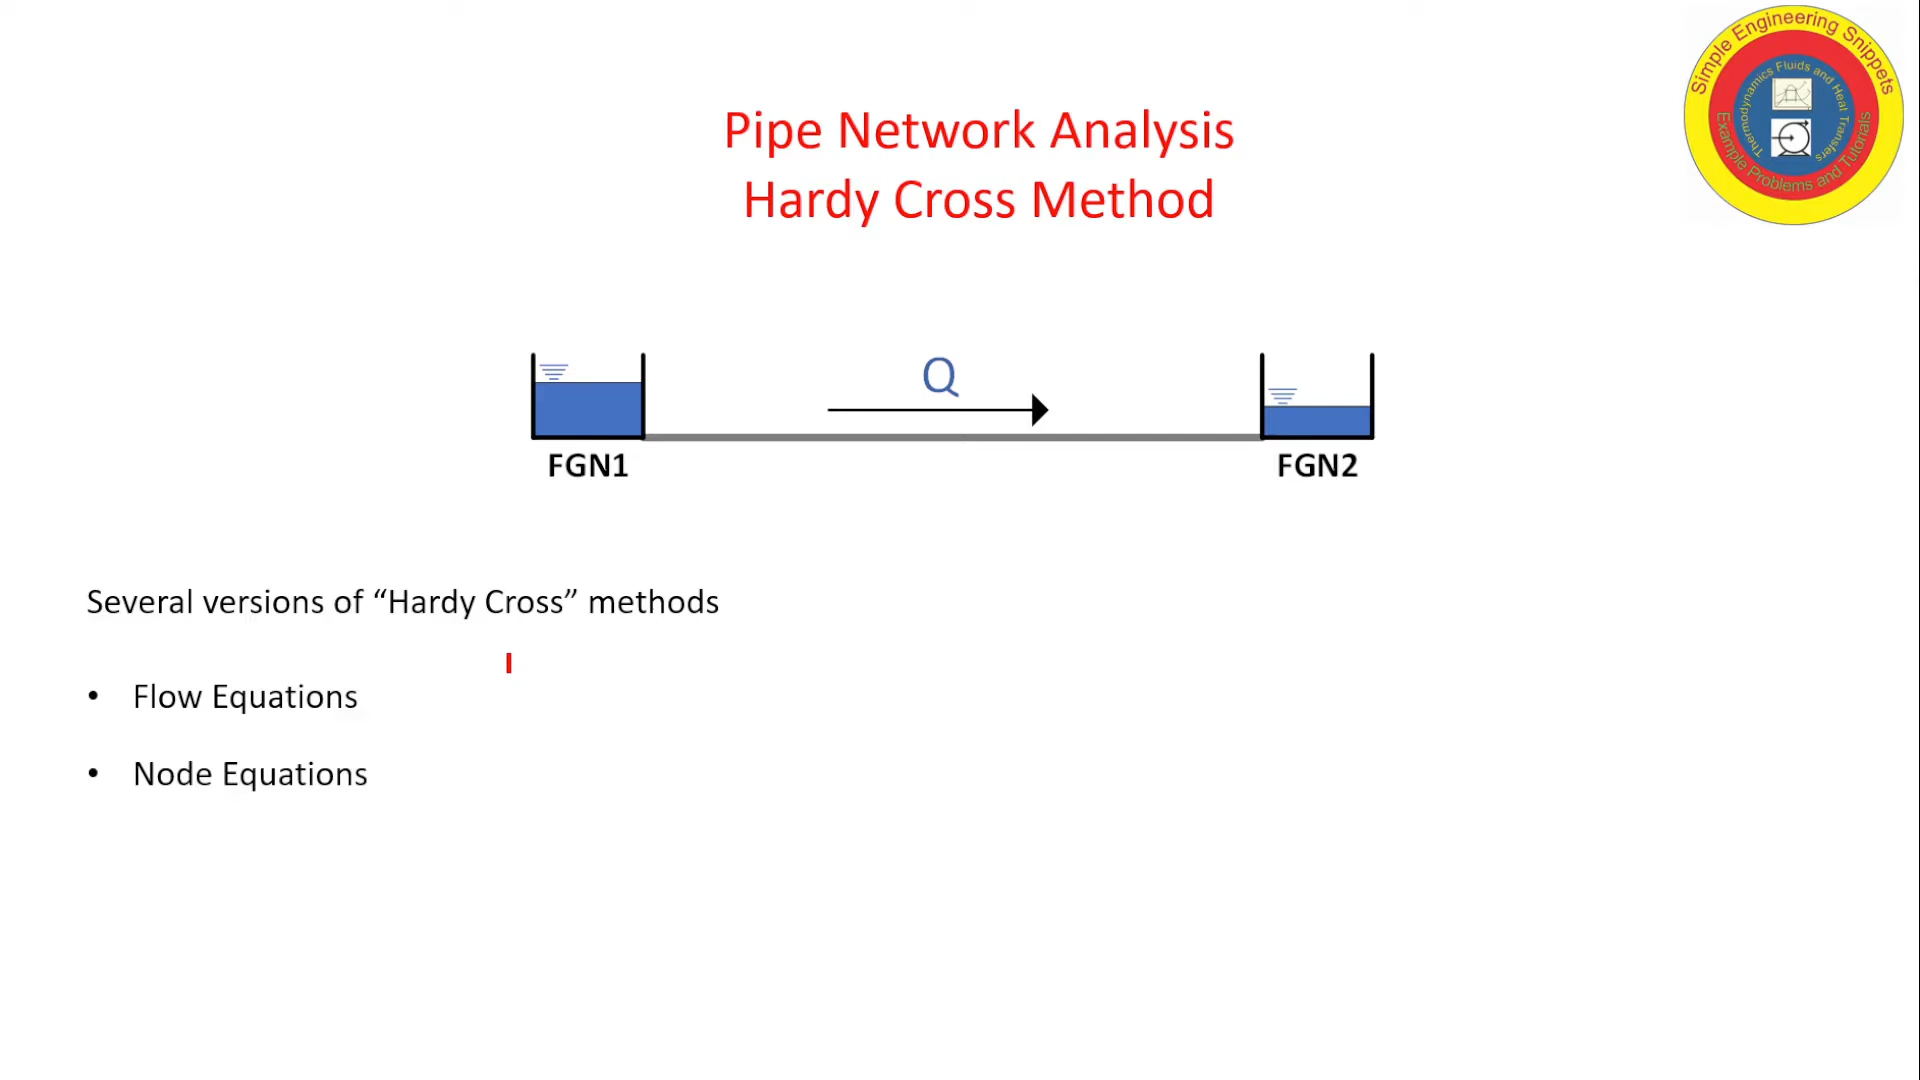 Simple Engineering Snippets
Thermodynamics Fluids and Heat Transfers
Example Problems and Tutorials
Pipe Network Analysis
Hardy Cross Method
Q
FGN1
FGN2
Several versions of “Hardy Cross” methods
• Flow Equations
• Node Equations